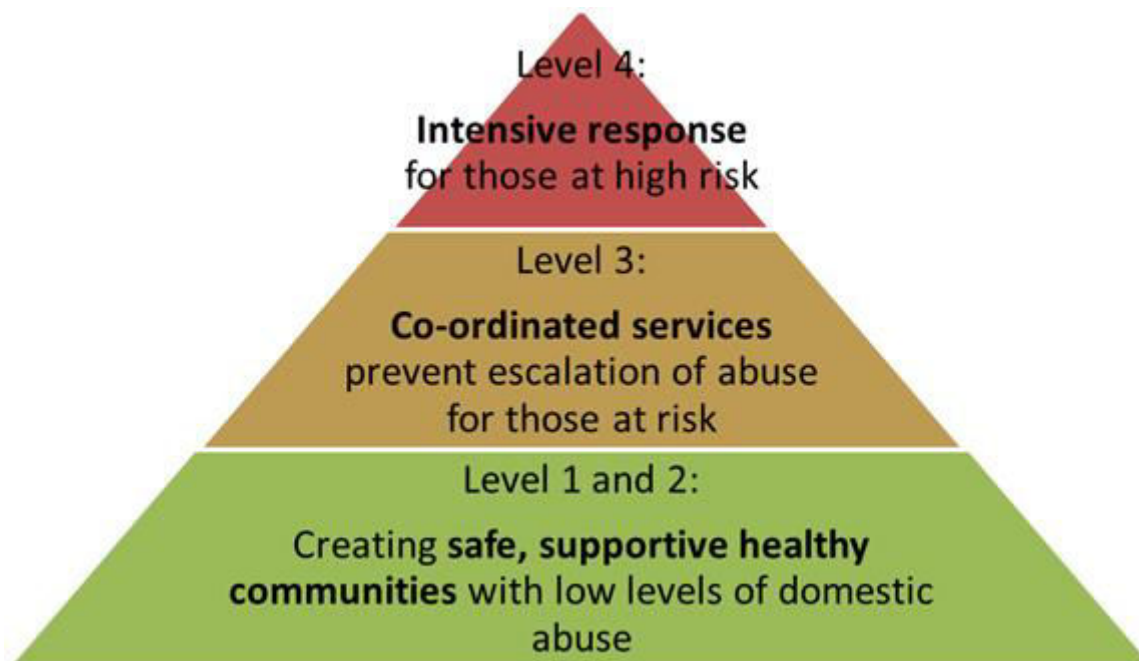 Level 4:
Intensive response
for those at high risk
Level 3:
Co-ordinated services
prevent escalation of abuse
for those at risk
Level 1 and 2:
Creating safe, supportive healthy
communities with low levels of domestic
abuse